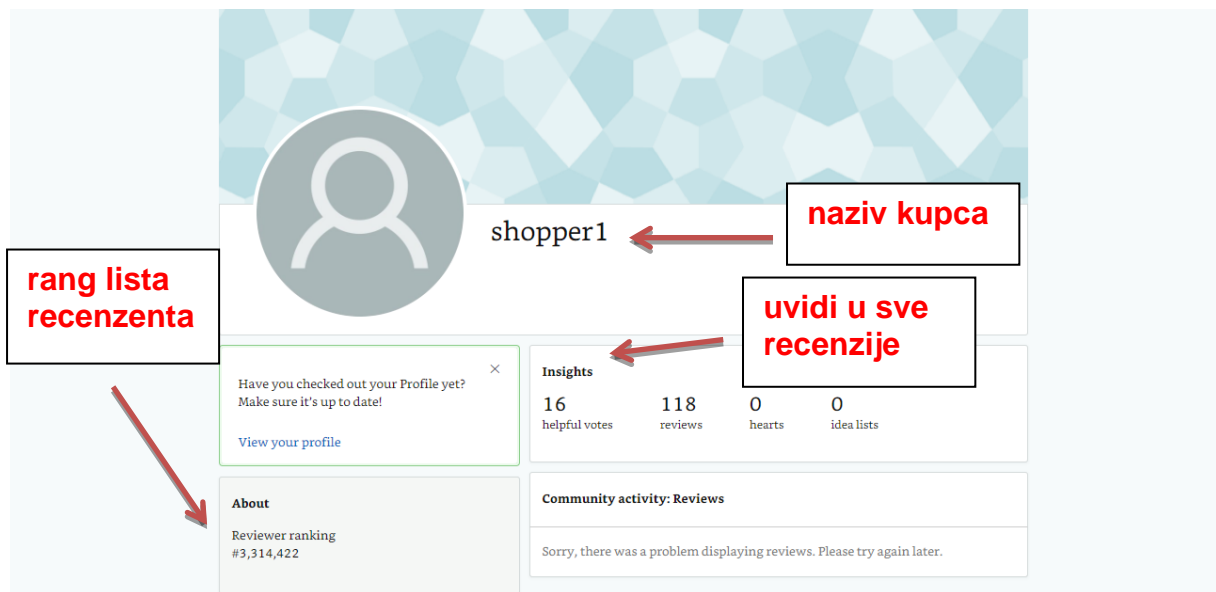 naziv kupca
shopper1
rang lista
recenzenta
uvidi u sve
recenzije
Have you checked out your Profile yet?
Make sure it's up to date!
View your profile
Insights
16 118 0 0
helpful votes reviews hearts idea lists
About
Reviewer ranking
#3,314,422
Community activity: Reviews
Sorry, there was a problem displaying reviews. Please try again later.